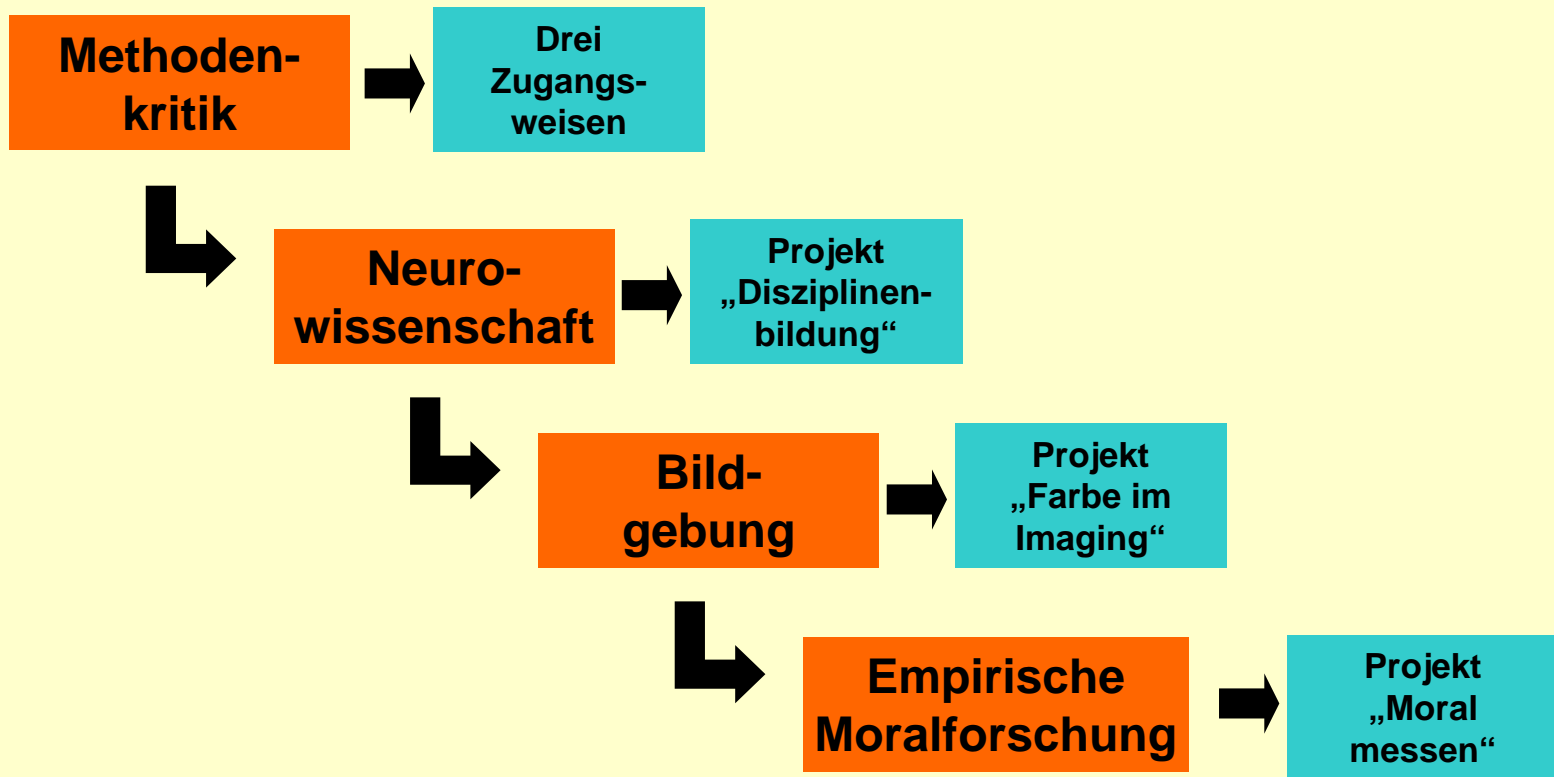 Methoden-
kritik
Drei
Zugangs-
weisen
Neuro-
wissenschaft
Projekt
„Disziplinen-
bildung“
Bild-
gebung
Projekt
„Farbe im
Imaging“
Empirische
Moralforschung
Projekt
„Moral
messen“